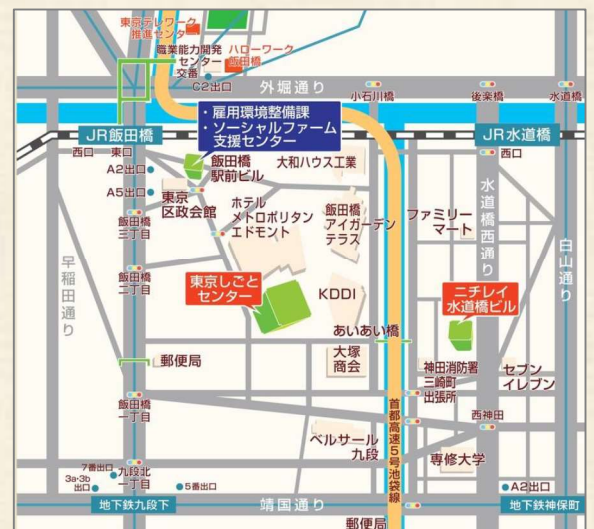 東京テレワーク
推進センター
職業能力開発
センター
ハローワーク
飯田橋
交番
C2出口
外堀通り
小石川橋
後楽橋
水道橋
JR飯田橋
・雇用環境整備課
・ソーシャルファーム
支援センター
JR水道橋
西口
東口
西口
A2出口
飯田橋
駅前ビル
大和ハウス工業
A5出口
東京
区政会館
ホテル
メトロポリタン
エドモント
飯田橋
アイガーデン
テラス
ファミリー
マート
水道橋西通り
白山通り
飯田橋
三丁目
早稲田通り
飯田橋
二丁目
東京しごと
センター
KDDI
ニチレイ
水道橋ビル
あいあい橋
郵便局
大塚
商会
神田消防署
三崎町
出張所
セブン
イレブン
飯田橋
一丁目
首都高速5号池袋線
西神田
ベルサール
九段
専修大学
7番出口
九段北
一丁目
3a・3b
出口
5番出口
A2出口
地下鉄九段下
靖国通り
地下鉄神保町
郵便局